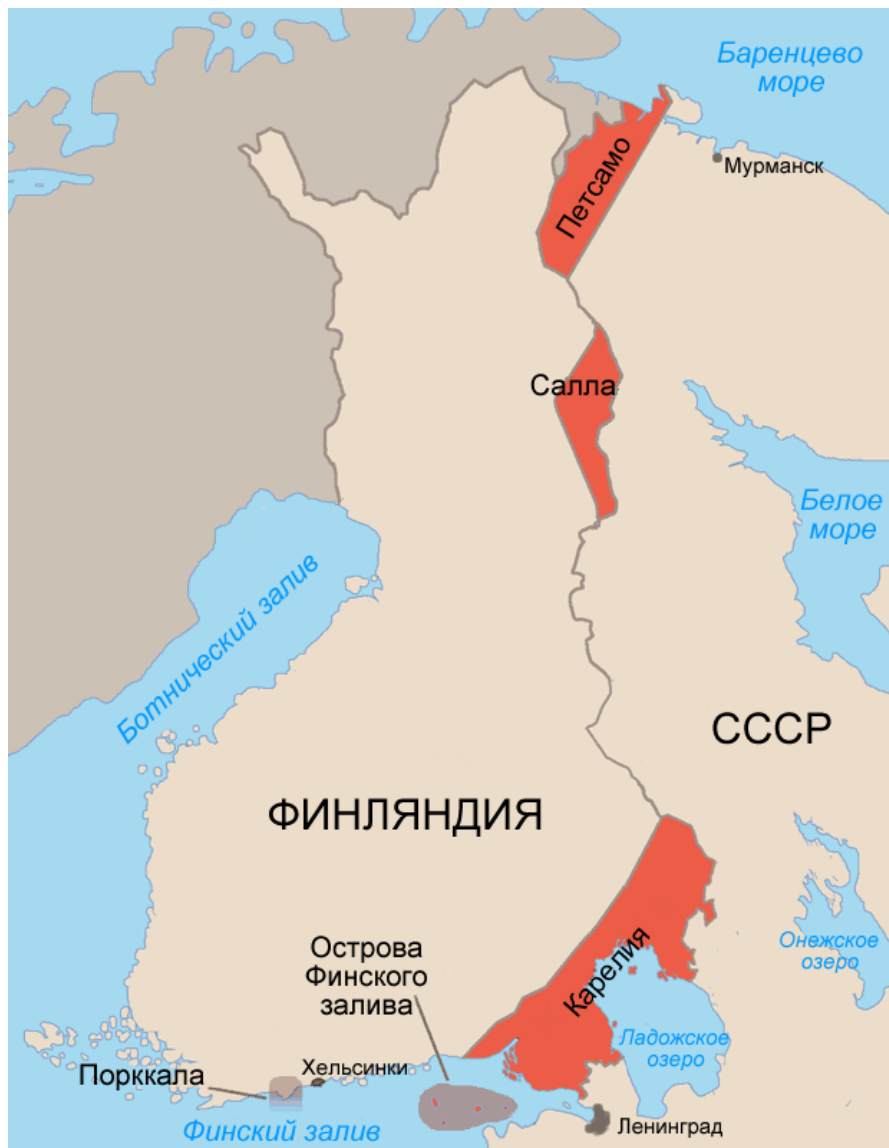 Баренцево
море
Мурманск
Петсамо
Салла
Белое
море
Ботнический залив
СССР
ФИНЛЯНДИЯ
Онежское
озеро
Острова
Финского
залива
Карелия
Ладожское
озеро
Хельсинки
Порккала
Ленинград
Финский залив